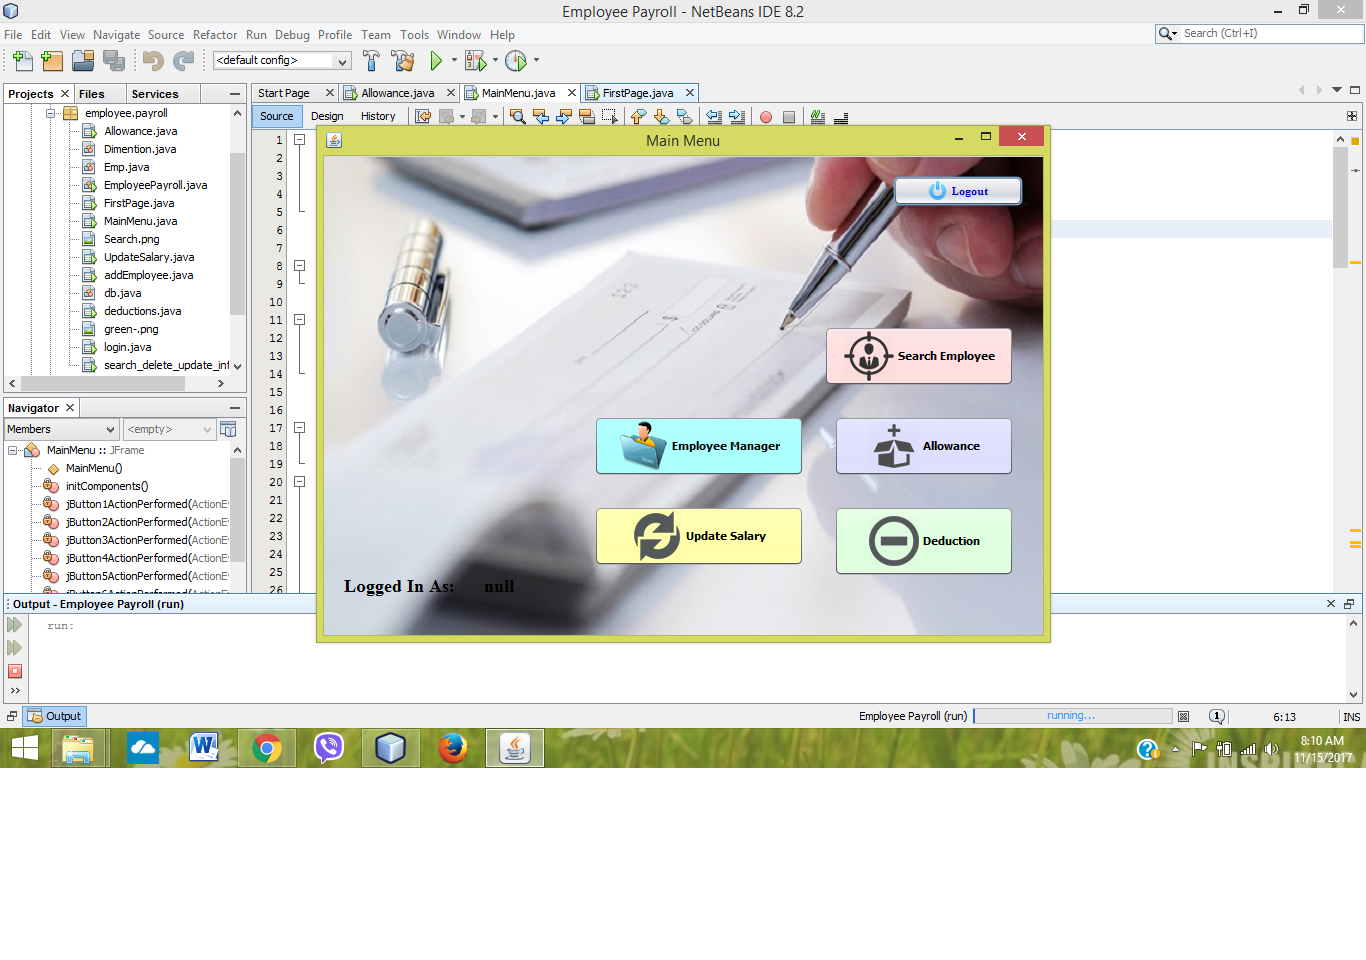 Employee Payroll - NetBeans IDE 8.2
File Edit View Navigate Source Refactor Run Debug Profile Team Tools Window Help
Search (Ctrl+I)
<default config>
Projects Files Services
employee.payroll
Allowance.java
Dimention.java
Emp.java
EmployeePayroll.java
FirstPage.java
MainMenu.java
Search.png
UpdateSalary.java
addEmployee.java
db.java
deductions.java
green-.png
login.java
search_delete_update_inf
Navigator
Members <empty>
MainMenu :: JFrame
MainMenu()
initComponents()
jButton1ActionPerformed(ActionEv
jButton2ActionPerformed(ActionEv
jButton3ActionPerformed(ActionEv
jButton4ActionPerformed(ActionEv
jButton5ActionPerformed(ActionEv
Start Page Allowance.java MainMenu.java FirstPage.java
Source Design History
1
2
3
4
5
6
7
8
9
10
11
12
13
14
15
16
17
18
19
20
21
22
23
24
25
26
Main Menu
Logout
123
$
Search Employee
Employee Manager
Allowance
Update Salary
Deduction
Logged In As: null
Output - Employee Payroll (run)
run:
Output
Employee Payroll (run) running... 1 6:13 INS
8:10 AM
11/15/2017